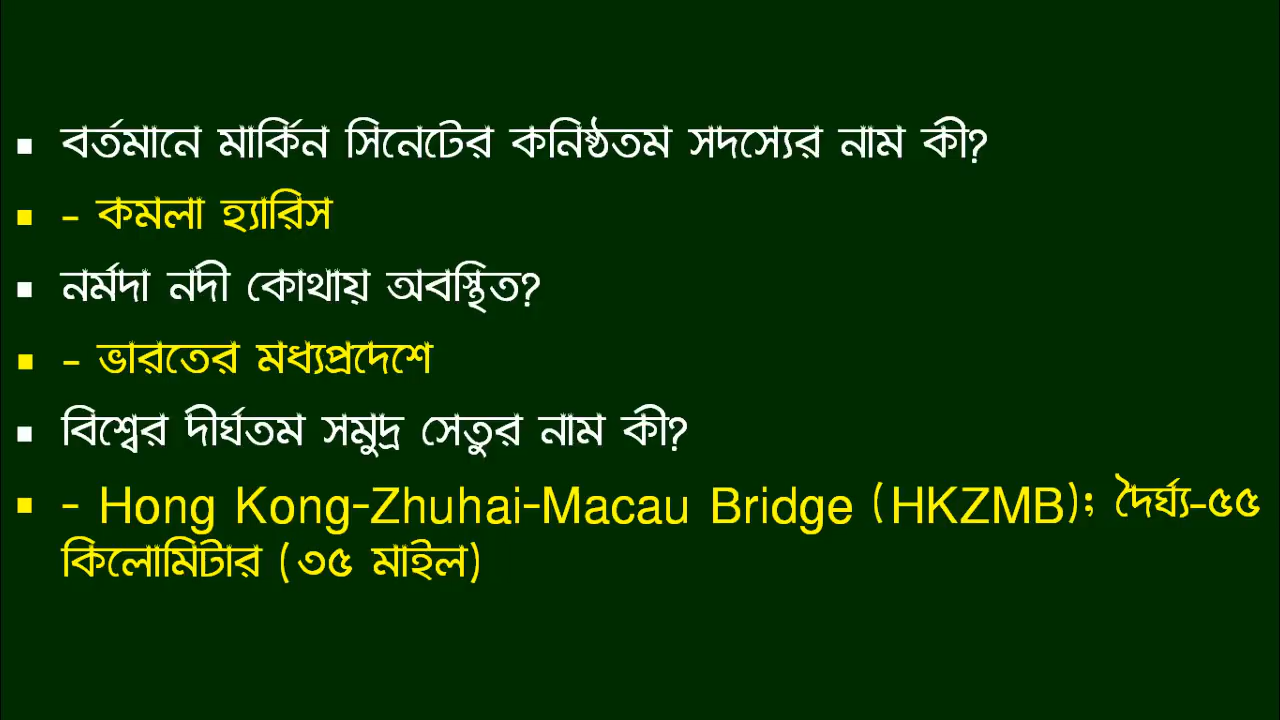 ▪ বর্তমানে মার্কিন সিনেটের কনিষ্ঠতম সদস্যের নাম কী?
▪ – কমলা হ্যারিস
▪ নর্মদা নদী কোথায় অবস্থিত?
▪ – ভারতের মধ্যপ্রদেশে
▪ বিশ্বের দীর্ঘতম সমুদ্র সেতুর নাম কী?
▪ - Hong Kong-Zhuhai-Macau Bridge (HKZMB); দৈর্ঘ্য-৫৫
কিলোমিটার (৩৫ মাইল)